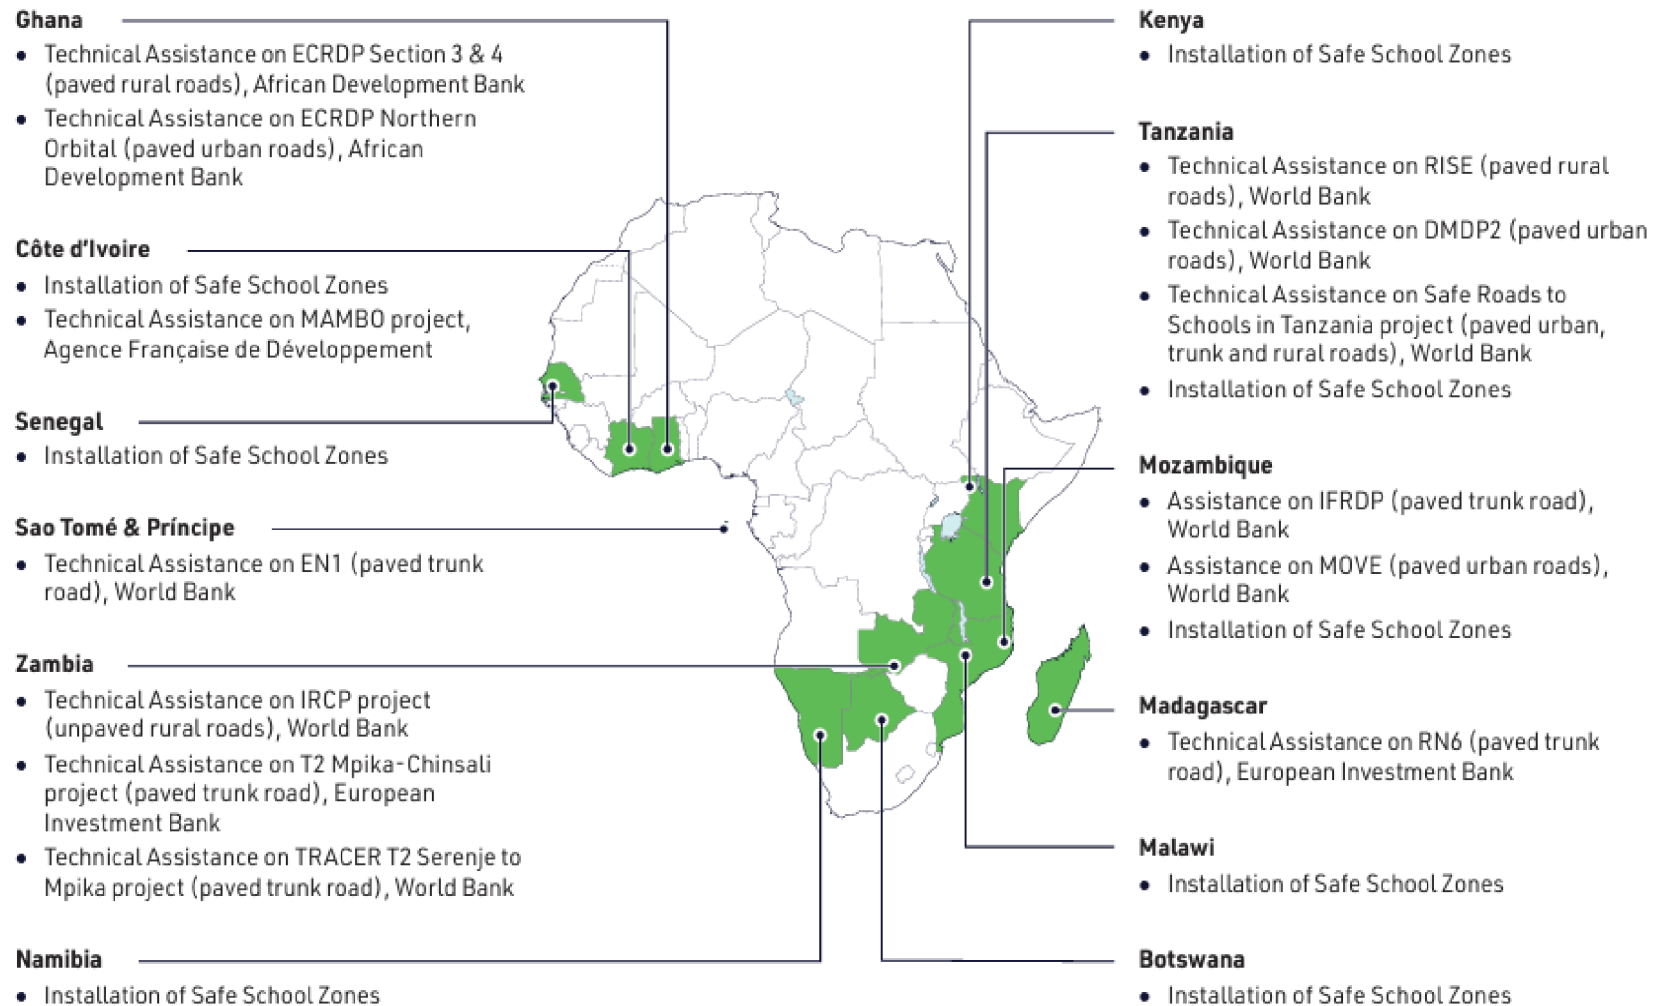 Ghana
• Technical Assistance on ECRDP Section 3 & 4
(paved rural roads), African Development Bank
• Technical Assistance on ECRDP Northern
Orbital (paved urban roads), African
Development Bank
Côte d’Ivoire
• Installation of Safe School Zones
• Technical Assistance on MAMBO project,
Agence Française de Développement
Senegal
• Installation of Safe School Zones
Sao Tomé & Príncipe
• Technical Assistance on EN1 (paved trunk
road), World Bank
Zambia
• Technical Assistance on IRCP project
(unpaved rural roads), World Bank
• Technical Assistance on T2 Mpika-Chinsali
project (paved trunk road), European
Investment Bank
• Technical Assistance on TRACER T2 Serenje to
Mpika project (paved trunk road), World Bank
Namibia
• Installation of Safe School Zones
Kenya
• Installation of Safe School Zones
Tanzania
• Technical Assistance on RISE (paved rural
roads), World Bank
• Technical Assistance on DMDP2 (paved urban
roads), World Bank
• Technical Assistance on Safe Roads to
Schools in Tanzania project (paved urban,
trunk and rural roads), World Bank
• Installation of Safe School Zones
Mozambique
• Assistance on IFRDP (paved trunk road),
World Bank
• Assistance on MOVE (paved urban roads),
World Bank
• Installation of Safe School Zones
Madagascar
• Technical Assistance on RN6 (paved trunk
road), European Investment Bank
Malawi
• Installation of Safe School Zones
Botswana
• Installation of Safe School Zones